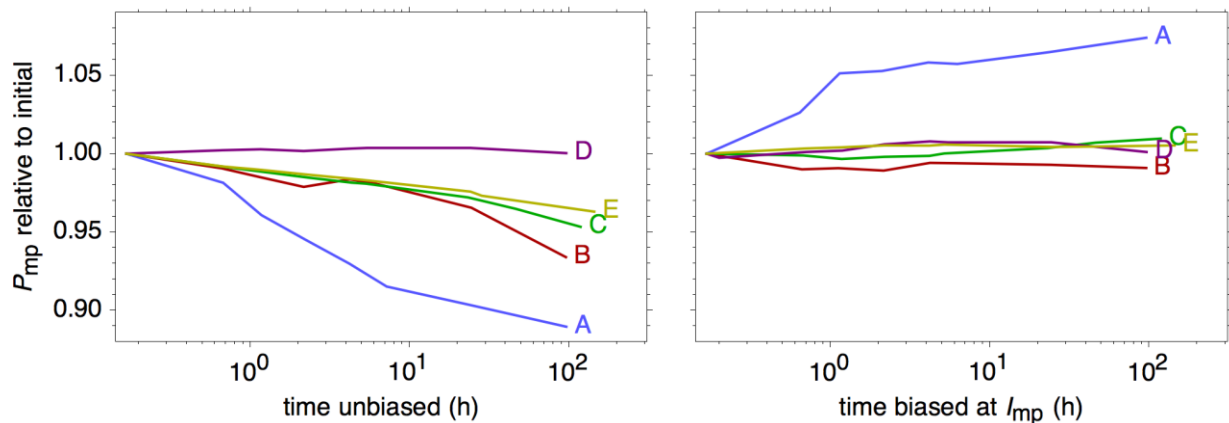 P_mp relative to initial
1.05
1.00
0.95
0.90
D
E
C
B
A
10^0
10^1
10^2
time unbiased (h)
A
C
E
D
B
10^0
10^1
10^2
time biased at I_mp (h)